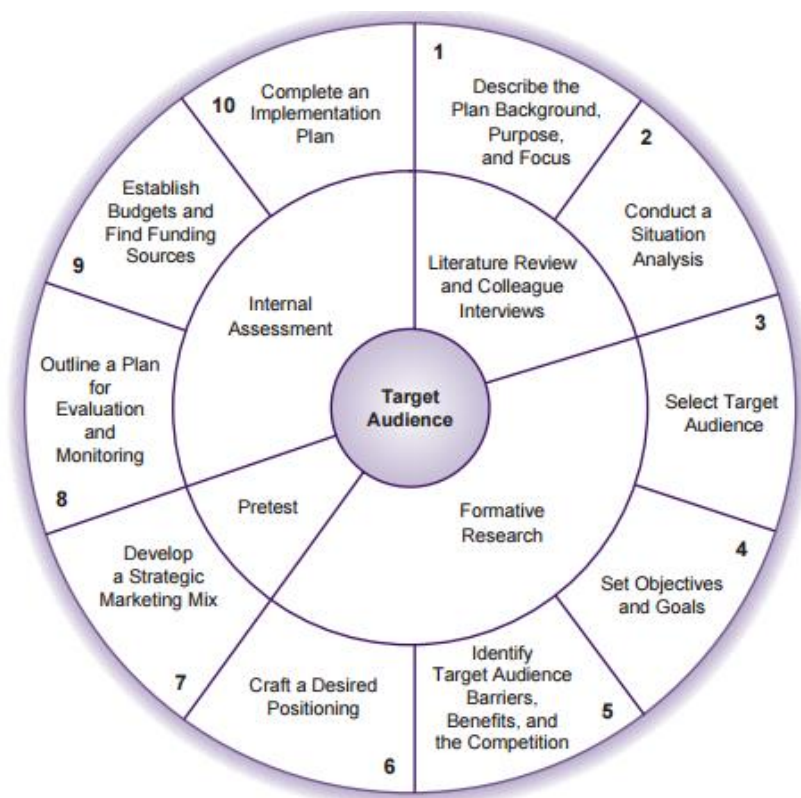 1
Describe the
Plan Background,
Purpose,
and Focus
2
Conduct a
Situation
Analysis
3
Select Target
Audience
4
Set Objectives
and Goals
Identify
Target Audience
Barriers,
Benefits, and
the Competition
5
Craft a Desired
Positioning
6
Develop
a Strategic
Marketing Mix
7
Outline a Plan
for
Evaluation
and
Monitoring
8
Establish
Budgets and
Find Funding
Sources
9
10
Complete an
Implementation
Plan
Literature Review
and Colleague
Interviews
Formative
Research
Pretest
Internal
Assessment
Target
Audience